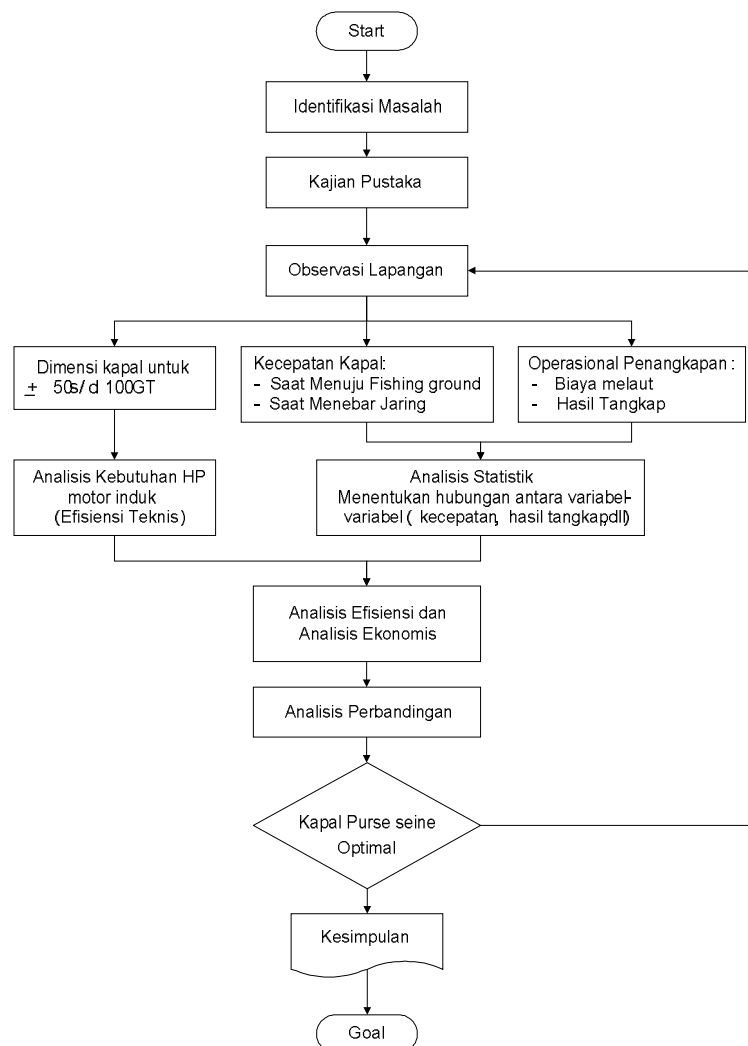 Start
Identifikasi Masalah
Kajian Pustaka
Observasi Lapangan
Dimensi kapal untuk
± 50s/d 100GT
Kecepatan Kapal:
- Saat Menuju Fishing ground
- Saat Menebar Jaring
Operasional Penangkapan :
- Biaya melaut
- Hasil Tangkap
Analisis Kebutuhan HP
motor induk
(Efisiensi Teknis)
Analisis Statistik
Menentukan hubungan antara variabel-
variabel ( kecepatan, hasil tangkap,dll)
Analisis Efisiensi dan
Analisis Ekonomis
Analisis Perbandingan
Kapal Purse seine
Optimal
Kesimpulan
Goal